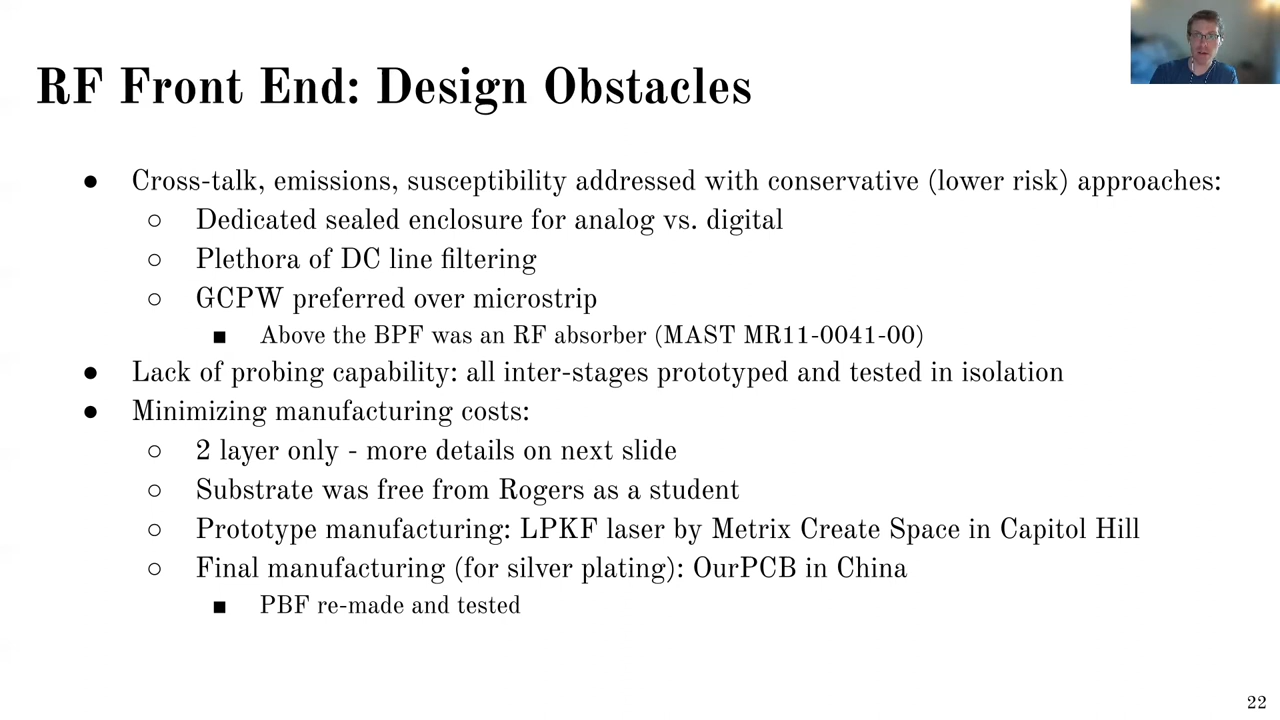 RF Front End: Design Obstacles
● Cross-talk, emissions, susceptibility addressed with conservative (lower risk) approaches:
○ Dedicated sealed enclosure for analog vs. digital
○ Plethora of DC line filtering
○ GCPW preferred over microstrip
■ Above the BPF was an RF absorber (MAST MR11-0041-00)
● Lack of probing capability: all inter-stages prototyped and tested in isolation
● Minimizing manufacturing costs:
○ 2 layer only - more details on next slide
○ Substrate was free from Rogers as a student
○ Prototype manufacturing: LPKF laser by Metrix Create Space in Capitol Hill
○ Final manufacturing (for silver plating): OurPCB in China
■ PBF re-made and tested
22